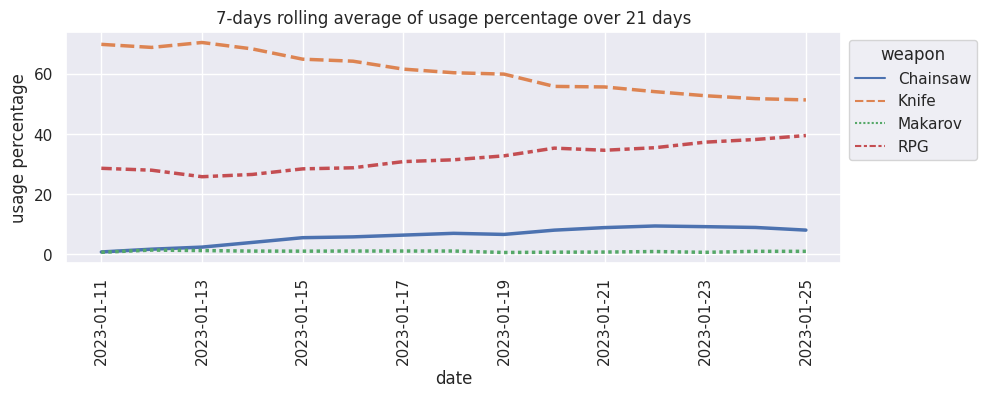 7-days rolling average of usage percentage over 21 days
usage percentage
60
40
20
0
2023-01-11
2023-01-13
2023-01-15
2023-01-17
2023-01-19
2023-01-21
2023-01-23
2023-01-25
date
weapon
Chainsaw
Knife
Makarov
RPG